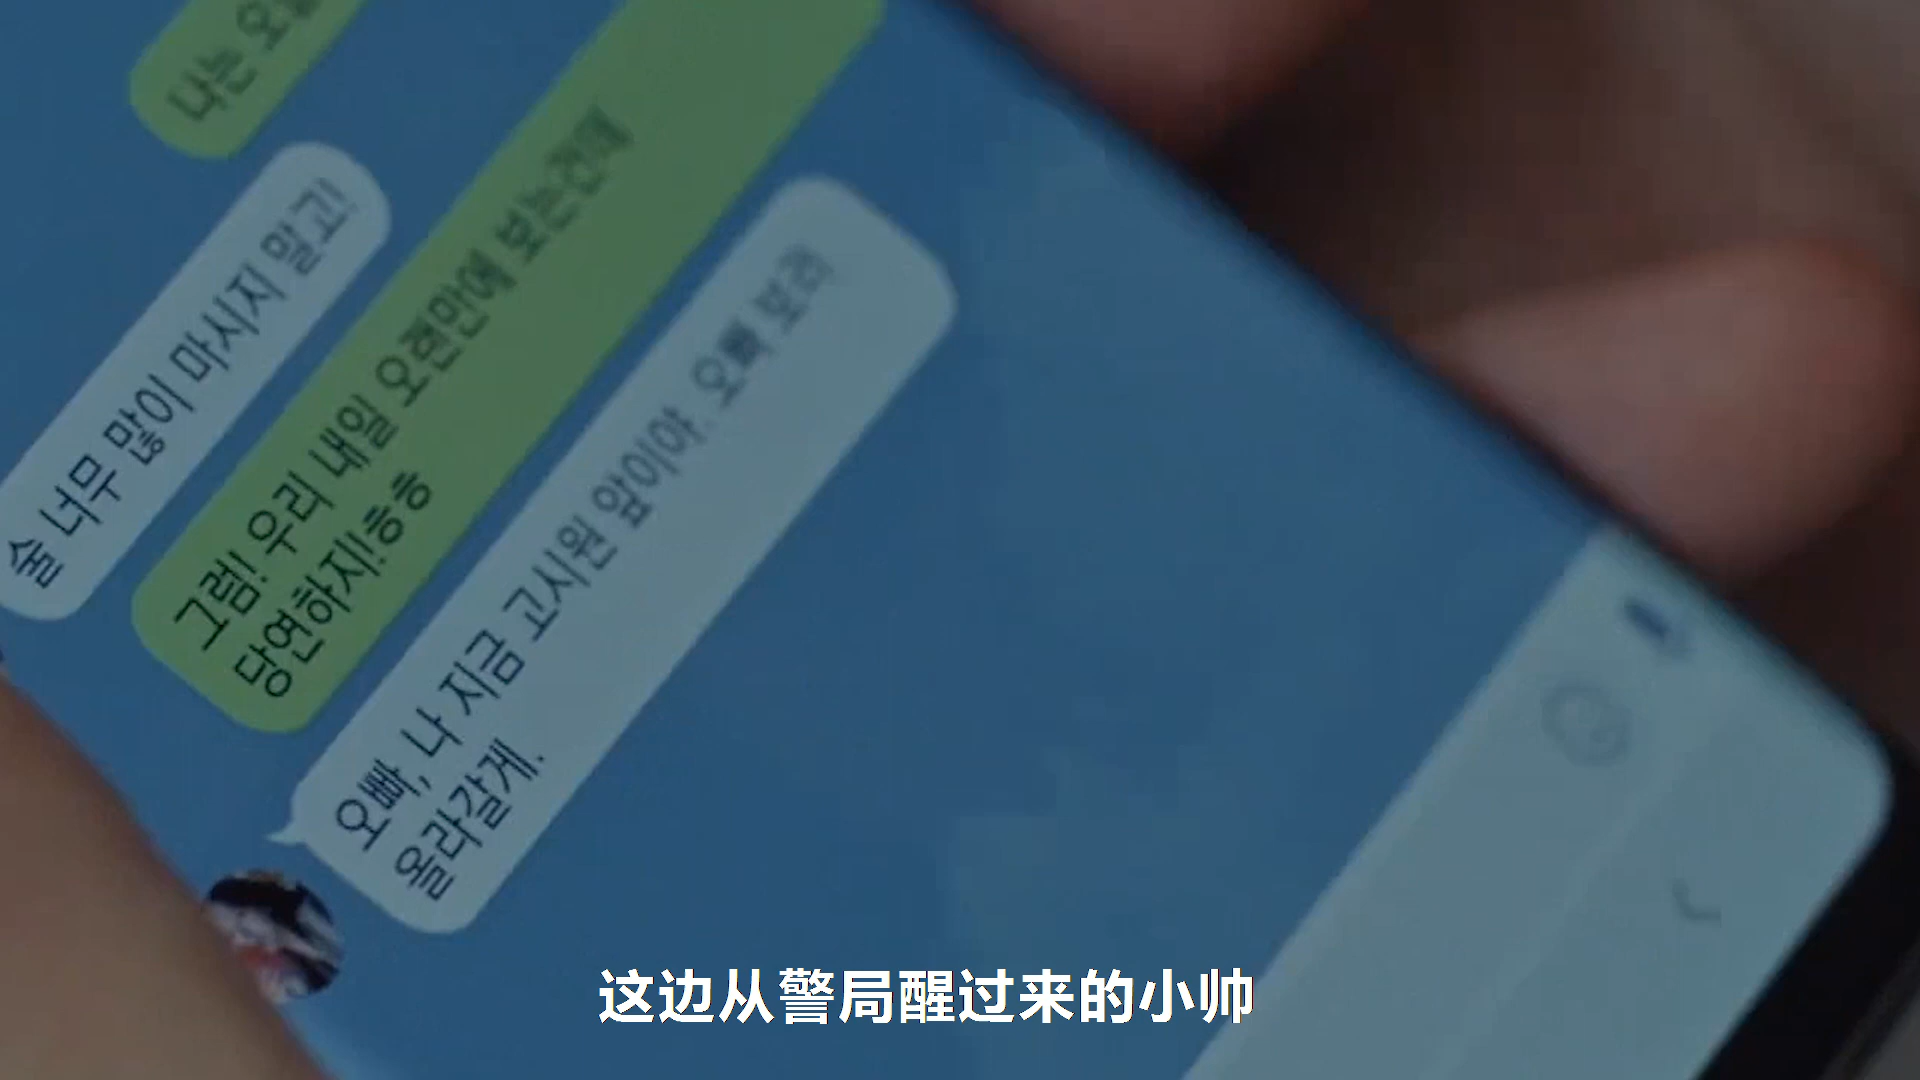 나는 오늘
술 너무 많이 마시지 말고!
그럼! 우리 내일 오랜만에 보는건데
당연하지!ㅎㅎ
오빠, 나 지금 고시원 앞이야. 오빠 보러
올라갈게.
这边从警局醒过来的小帅